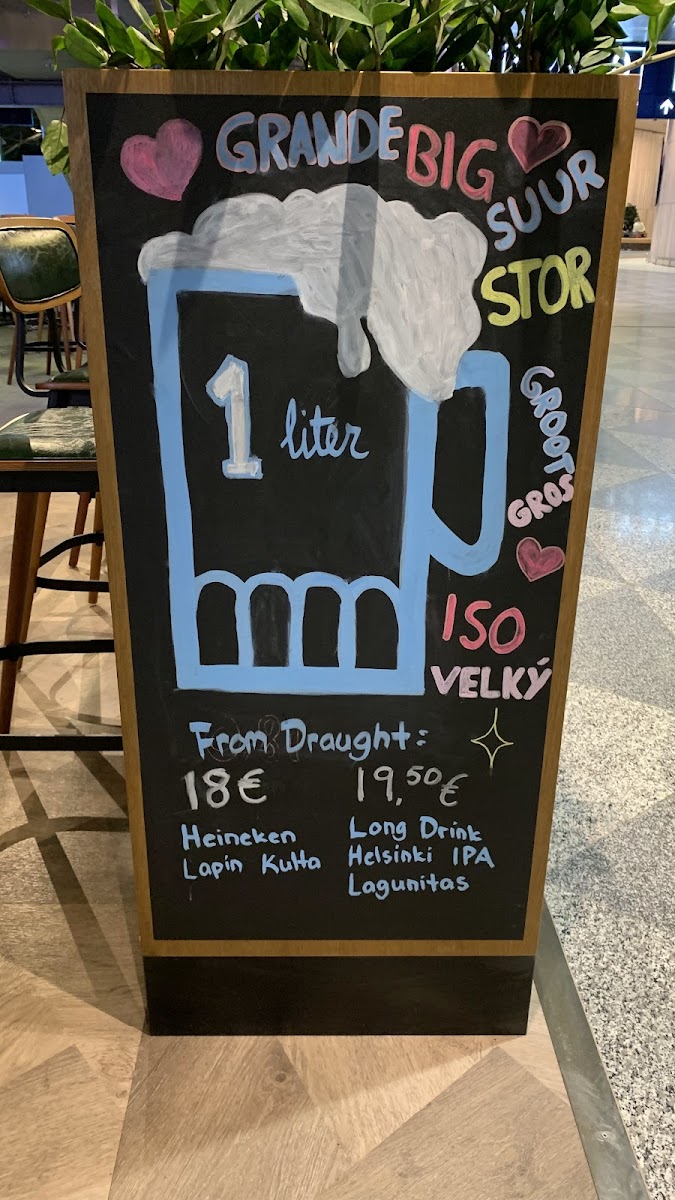 GRANDE
BIG
SUUR
STOR
GROOT
GROS
ISO
VELKÝ
1 liter
From Draught:
18€
Heineken
Lapin Kulta
19,50€
Long Drink
Helsinki IPA
Lagunitas